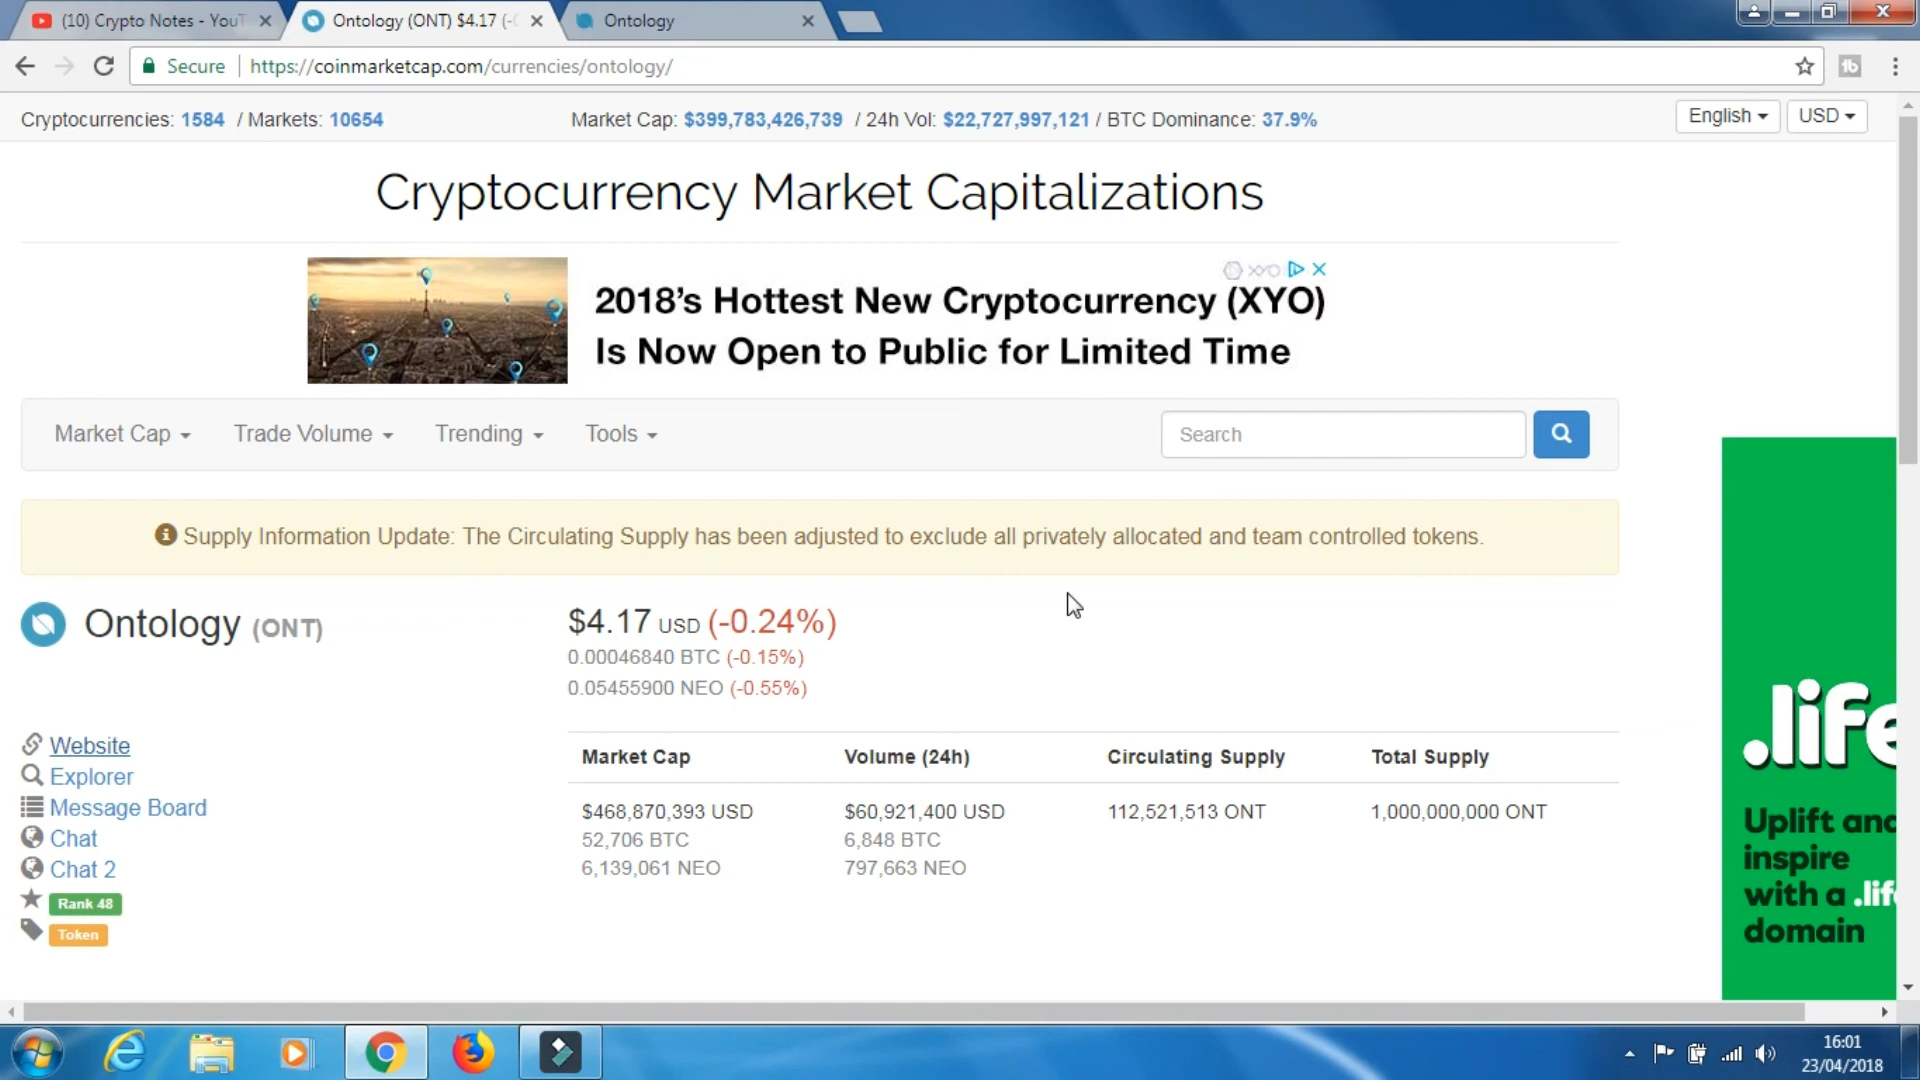 (10) Crypto Notes - YouT
Ontology (ONT) $4.17 (-
Ontology
Secure https://coinmarketcap.com/currencies/ontology/
Cryptocurrencies: 1584 / Markets: 10654
Market Cap: $399,783,426,739 / 24h Vol: $22,727,997,121 / BTC Dominance: 37.9%
English
USD
Cryptocurrency Market Capitalizations
XYO
2018's Hottest New Cryptocurrency (XYO)
Is Now Open to Public for Limited Time
Market Cap Trade Volume Trending Tools
Search
Supply Information Update: The Circulating Supply has been adjusted to exclude all privately allocated and team controlled tokens.
Ontology (ONT)
$4.17 USD (-0.24%)
0.00046840 BTC (-0.15%)
0.05455900 NEO (-0.55%)
Website
Explorer
Message Board
Chat
Chat 2
Rank 48
Token
Market Cap Volume (24h) Circulating Supply Total Supply
$468,870,393 USD $60,921,400 USD 112,521,513 ONT 1,000,000,000 ONT
52,706 BTC 6,848 BTC
6,139,061 NEO 797,663 NEO
.life
Uplift and
inspire
with a .life
domain
16:01
23/04/2018